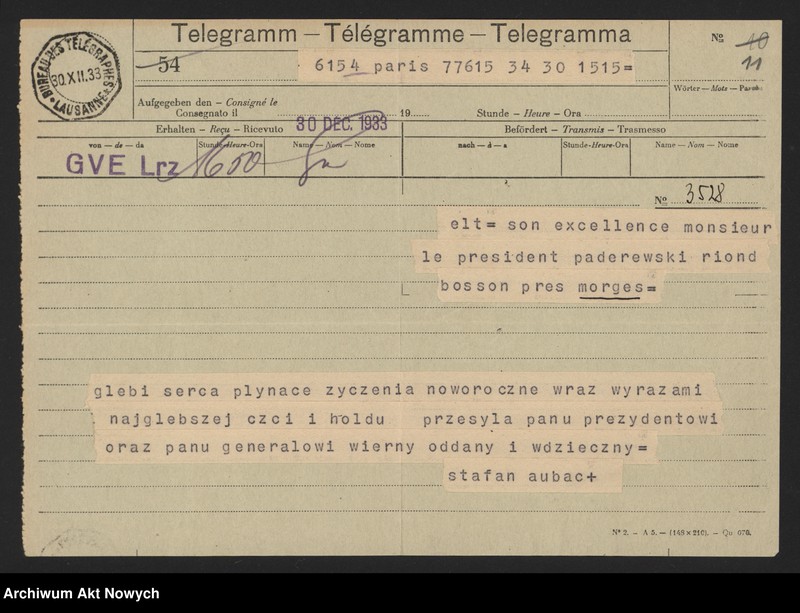 Telegramm — Télégramme — Telegramma
54
6154 paris 77615 34 30 1515=
No 10
11
Wörter — Mots — Parole
BUREAU DES TÉLÉGRAPHES
30.XII.33
LAUSANNE
Aufgegeben den - Consigné le
Consegnato il 19 Stunde - Heure - Ora
Erhalten - Reçu - Ricevuto 30 DEC. 1933 Befördert - Transmis - Trasmesso
von — de — da Stunde-Heure-Ora Name — Nom — Nome nach — à — a Stunde-Heure-Ora Name — Nom — Nome
GVE Lrz 1650
No 3528
elt= son excellence monsieur
le president paderewski riond
bosson pres morges=
glebi serca plynace zyczenia noworoczne wraz wyrazami
najglebszej czci i holdu przesyla panu prezydentowi
oraz panu generalowi wierny oddany i wdzieczny=
stafan aubac+
No 2. - A 5. — (148×210). - Qu 678.
Archiwum Akt Nowych